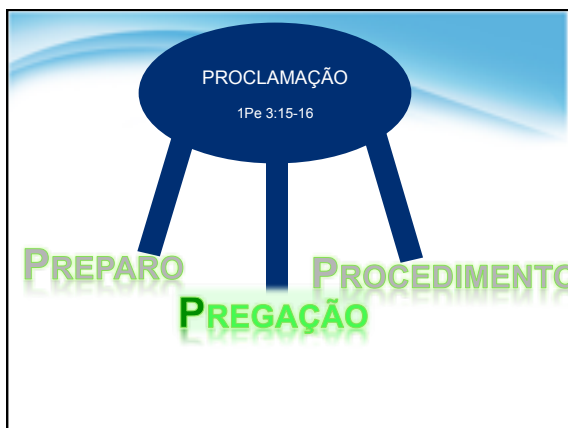 PROCLAMAÇÃO
1Pe 3:15-16
PREPARO
PROCEDIMENTO
PREGAÇÃO